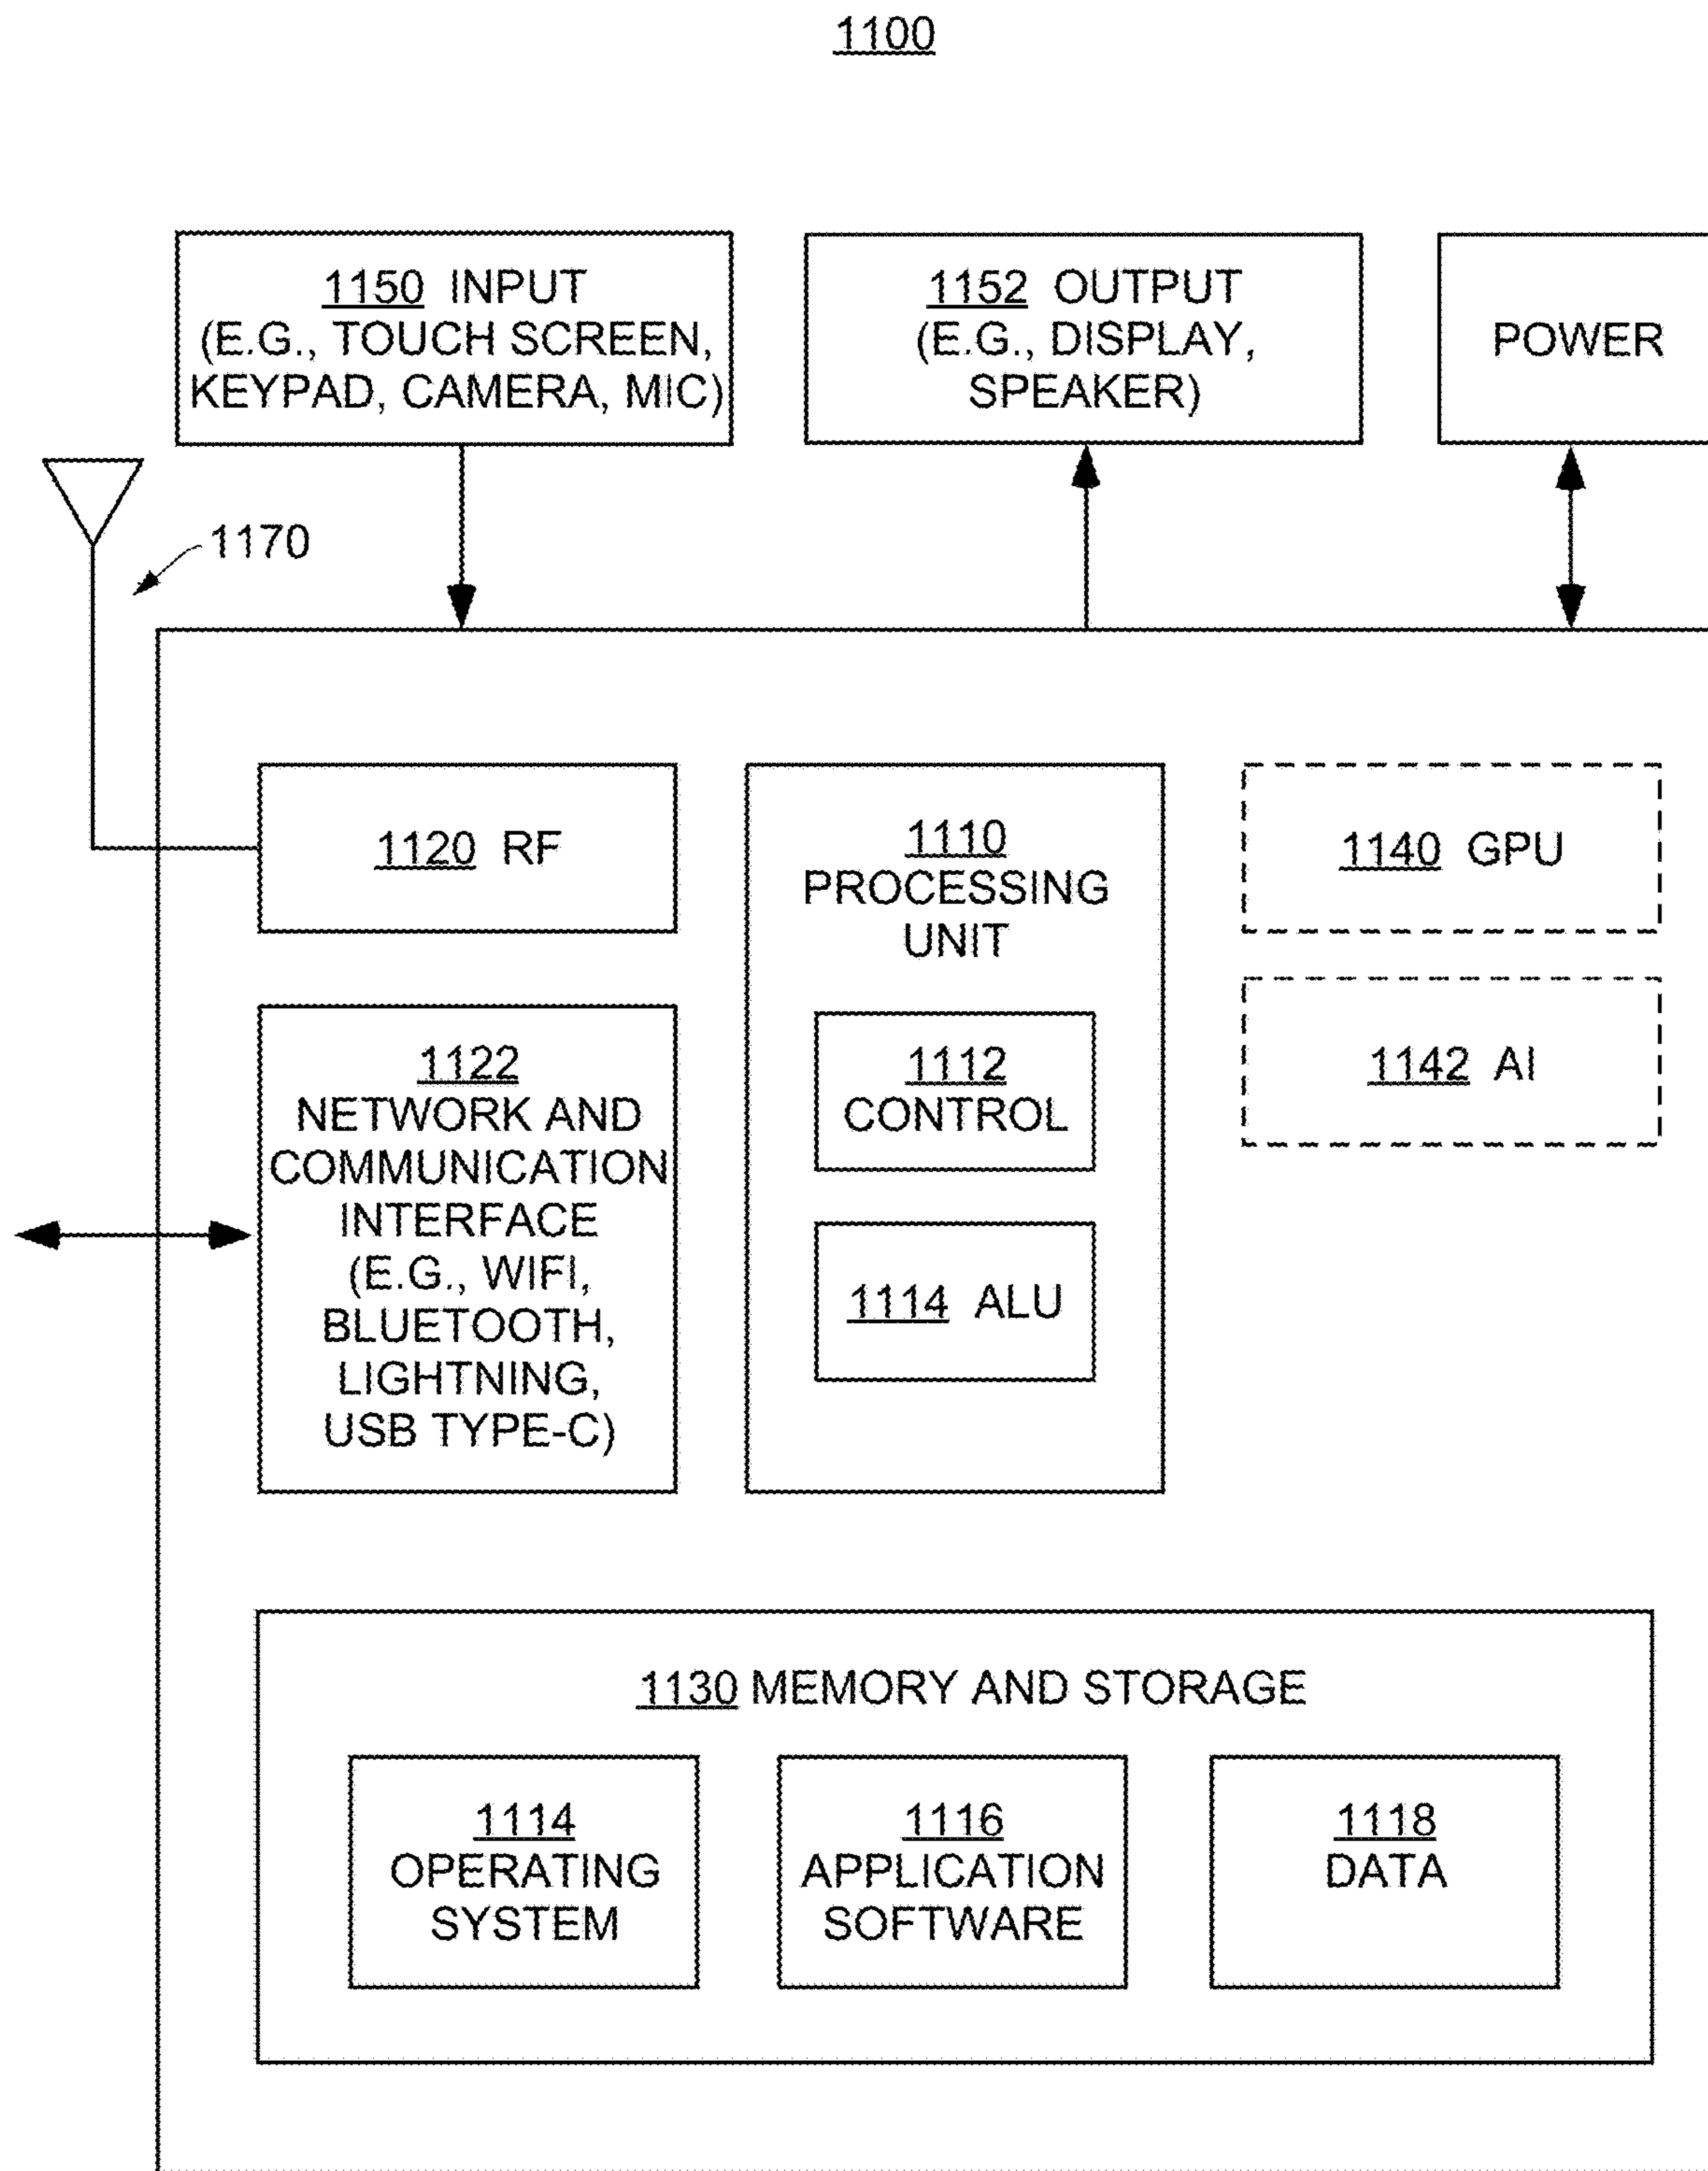 1100
1150 INPUT
(E.G., TOUCH SCREEN,
KEYPAD, CAMERA, MIC)
1152 OUTPUT
(E.G., DISPLAY,
SPEAKER)
POWER
1170
1120 RF
1110
PROCESSING
UNIT
1140 GPU
1142 AI
1122
NETWORK AND
COMMUNICATION
INTERFACE
(E.G., WIFI,
BLUETOOTH,
LIGHTNING,
USB TYPE-C)
1112
CONTROL
1114 ALU
1130 MEMORY AND STORAGE
1114
OPERATING
SYSTEM
1116
APPLICATION
SOFTWARE
1118
DATA